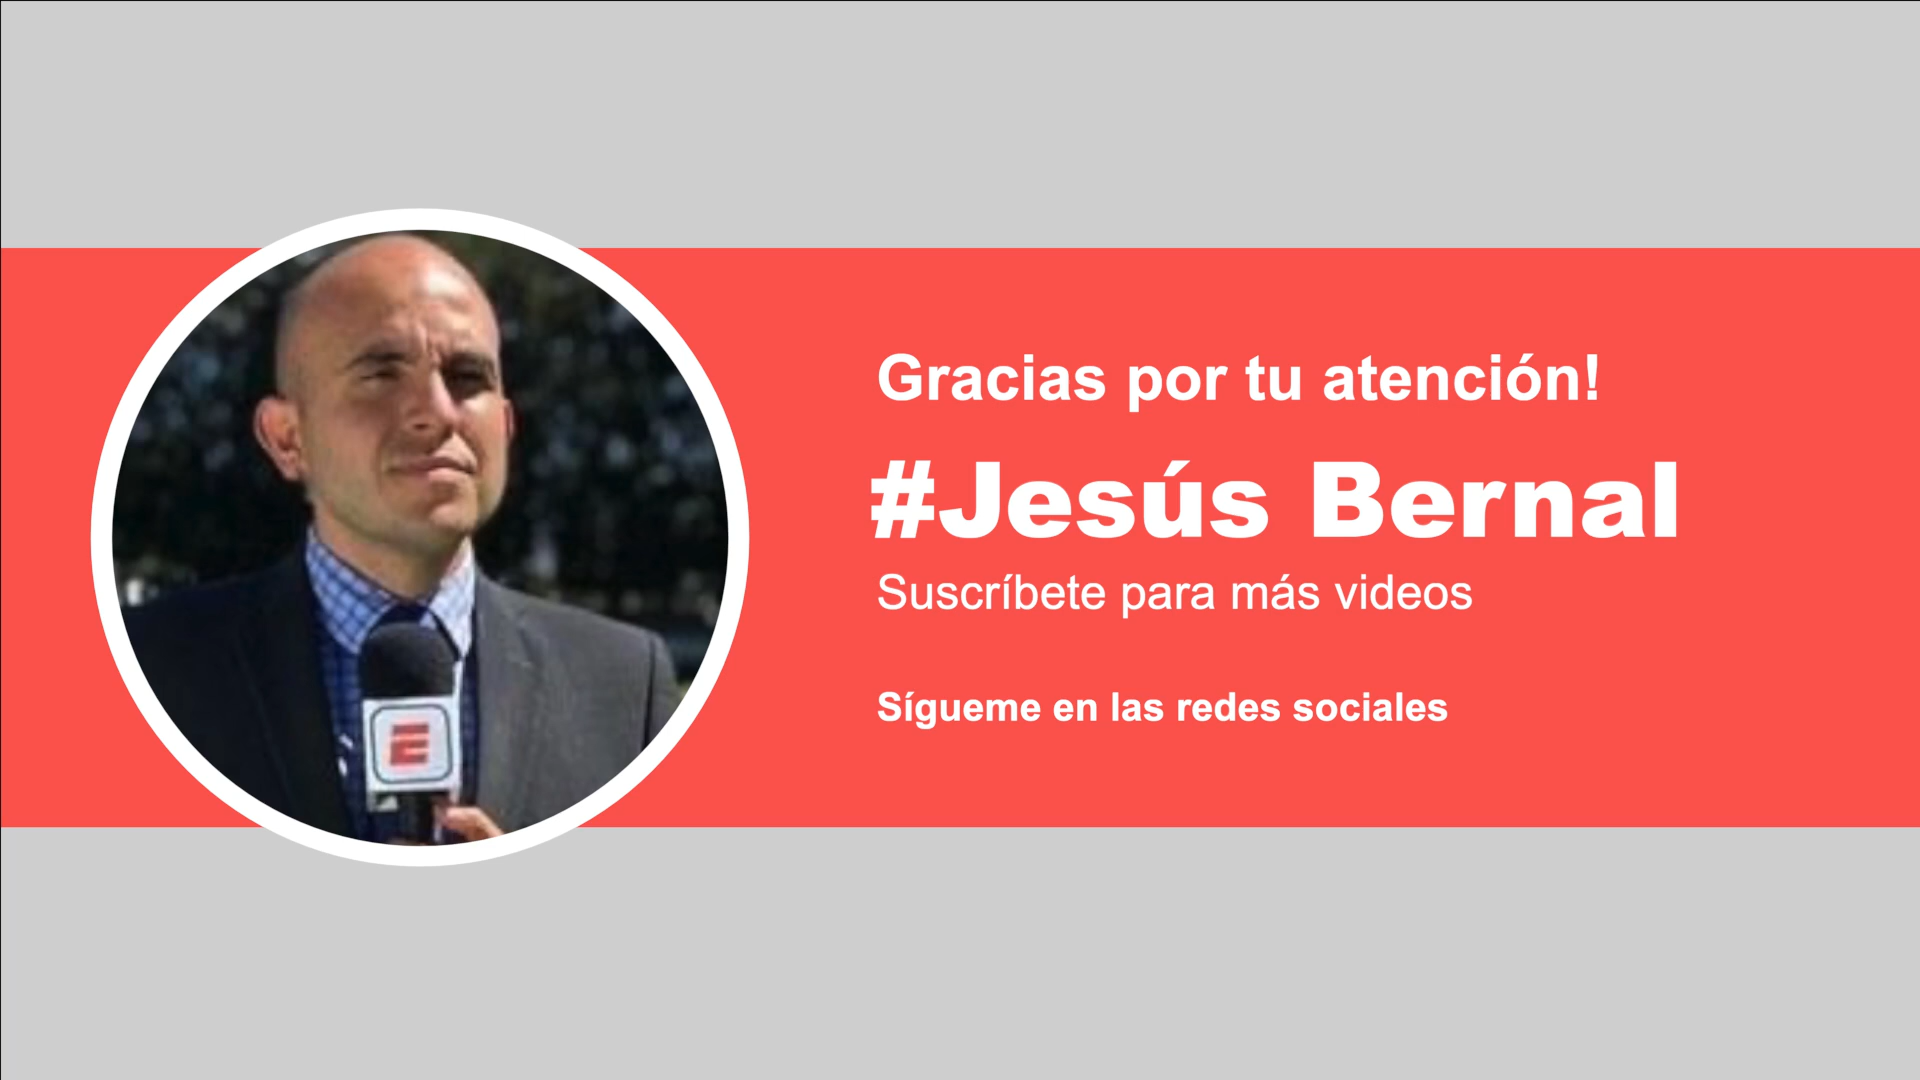 Gracias por tu atención!
#Jesús Bernal
Suscríbete para más videos
Sígueme en las redes sociales
E